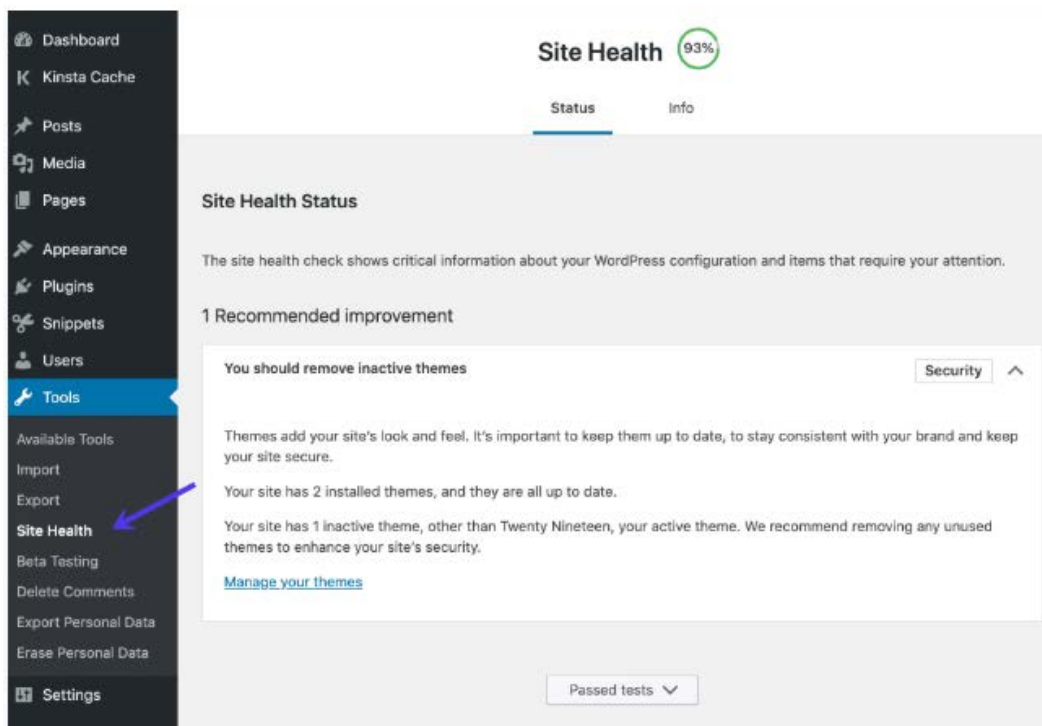 Dashboard
Kinsta Cache
Posts
Media
Pages
Appearance
Plugins
Snippets
Users
Tools
Available Tools
Import
Export
Site Health
Beta Testing
Delete Comments
Export Personal Data
Erase Personal Data
Settings
Site Health 93%
Status Info
Site Health Status
The site health check shows critical information about your WordPress configuration and items that require your attention.
1 Recommended improvement
You should remove inactive themes Security
Themes add your site's look and feel. It's important to keep them up to date, to stay consistent with your brand and keep
your site secure.
Your site has 2 installed themes, and they are all up to date.
Your site has 1 inactive theme, other than Twenty Nineteen, your active theme. We recommend removing any unused
themes to enhance your site's security.
Manage your themes
Passed tests